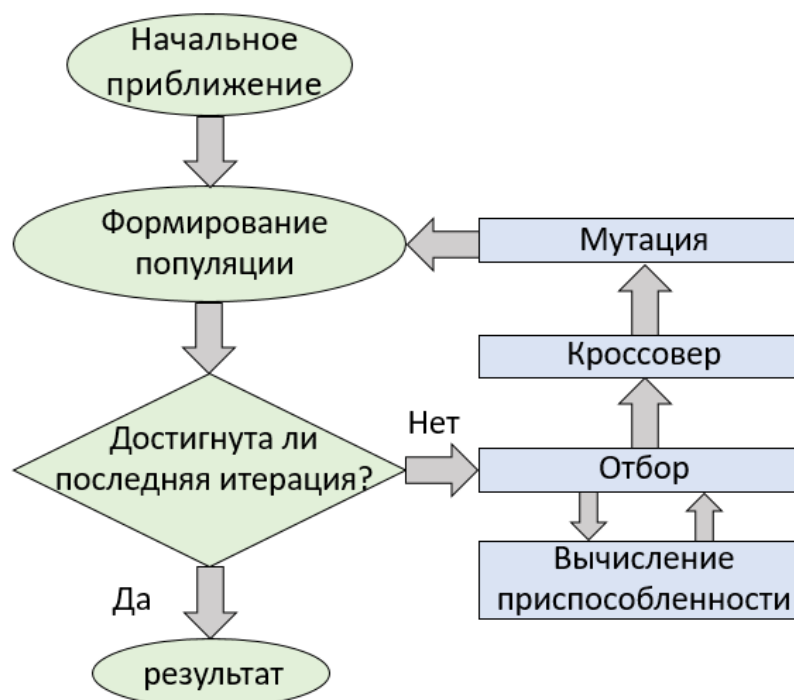 Начальное
приближение
Формирование
популяции
Мутация
Кроссовер
Достигнута ли
последняя итерация?
Нет
Отбор
Вычисление
приспособленности
Да
результат